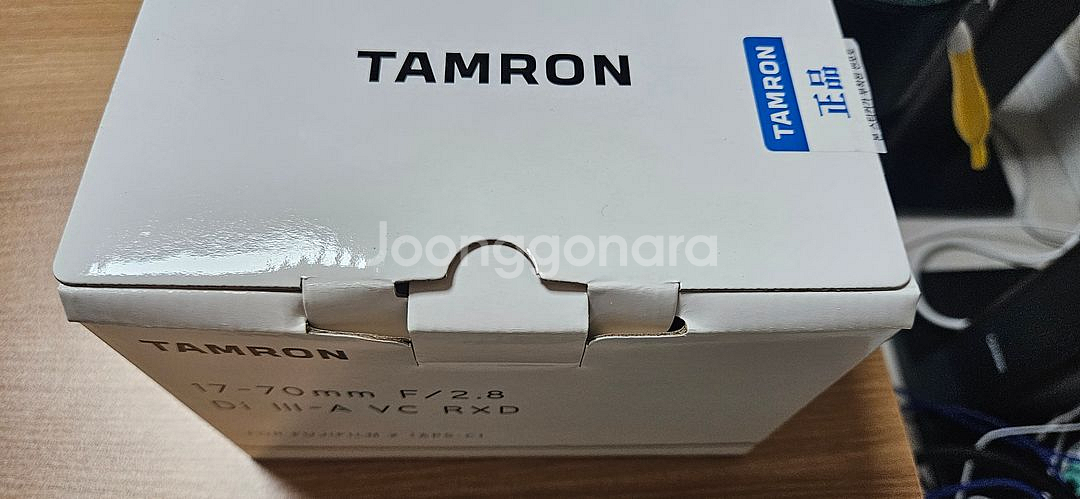 TAMRON
TAMRON
正品
Joonggonara
TAMRON
17-70mm F/2.8
Di III-A VC RXD